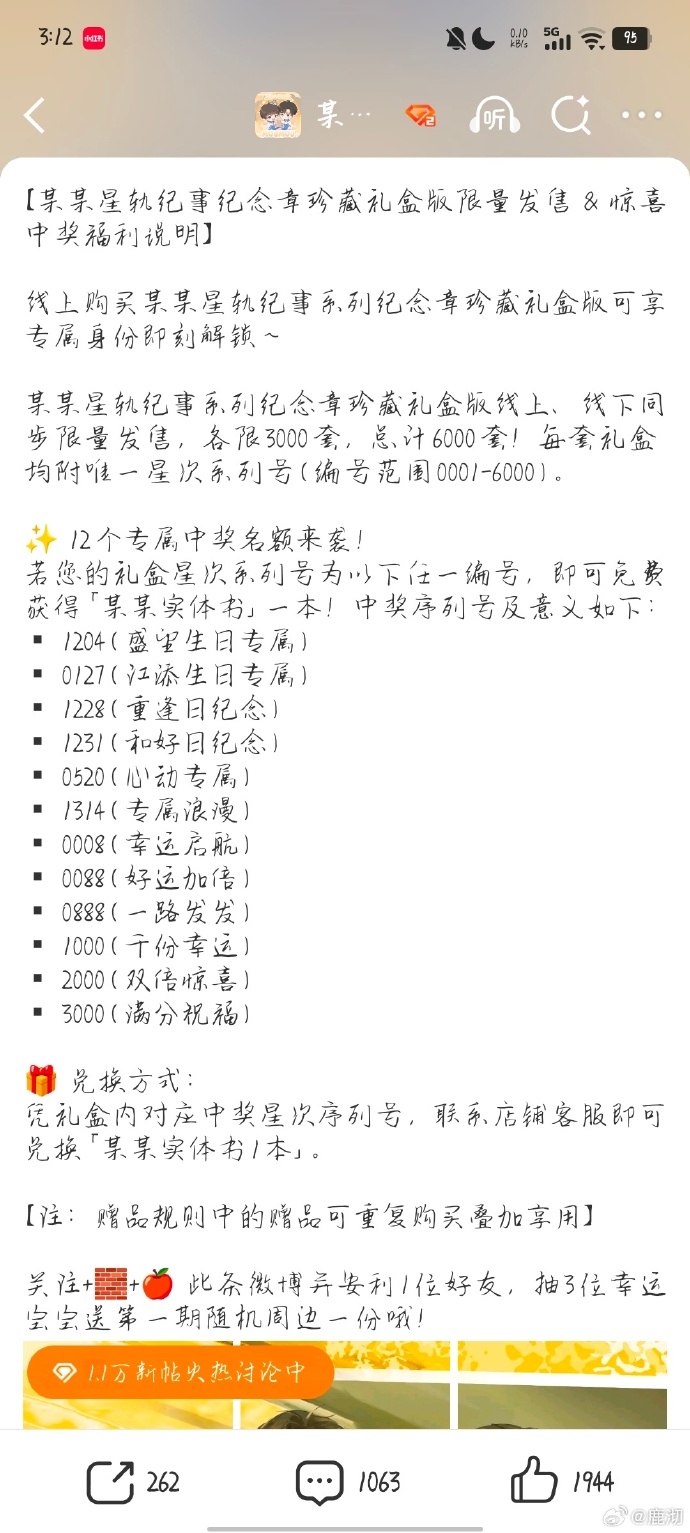 3:12
小红书
0.10
kB/s
5G
95
某…
2
听
【某某星轨纪事纪念章珍藏礼盒版限量发售 & 惊喜
中奖福利说明】
线上购买某某星轨纪事系列纪念章珍藏礼盒版可享
专属身份即刻解锁~
某某星轨纪事系列纪念章珍藏礼盒版线上、线下同
步限量发售，各限3000套，总计6000套！每套礼盒
均附唯一星次系列号(编号范围0001-6000)。
✨ 12个专属中奖名额来袭！
若您的礼盒星次系列号为以下任一编号，即可免费
获得「某某实体书」一本！中奖序列号及意义如下：
▪ 1204(盛望生日专属)
▪ 0127(江添生日专属)
▪ 1228(重逢日纪念)
▪ 1231(和好日纪念)
▪ 0520(心动专属)
▪ 1314(专属浪漫)
▪ 0008(幸运启航)
▪ 0088(好运加倍)
▪ 0888(一路发发)
▪ 1000(千份幸运)
▪ 2000(双倍惊喜)
▪ 3000(满分祝福)
🎁 兑换方式：
凭礼盒内对应中奖星次序列号，联系店铺客服即可
兑换「某某实体书1本」。
【注：赠品规则中的赠品可重复购买叠加享用】
关注+🧱+🍎 此条微博并安利1位好友，抽3位幸运
宝宝送第一期随机周边一份哦！
1.1万新帖火热讨论中
262
1063
1944
@鹿沏